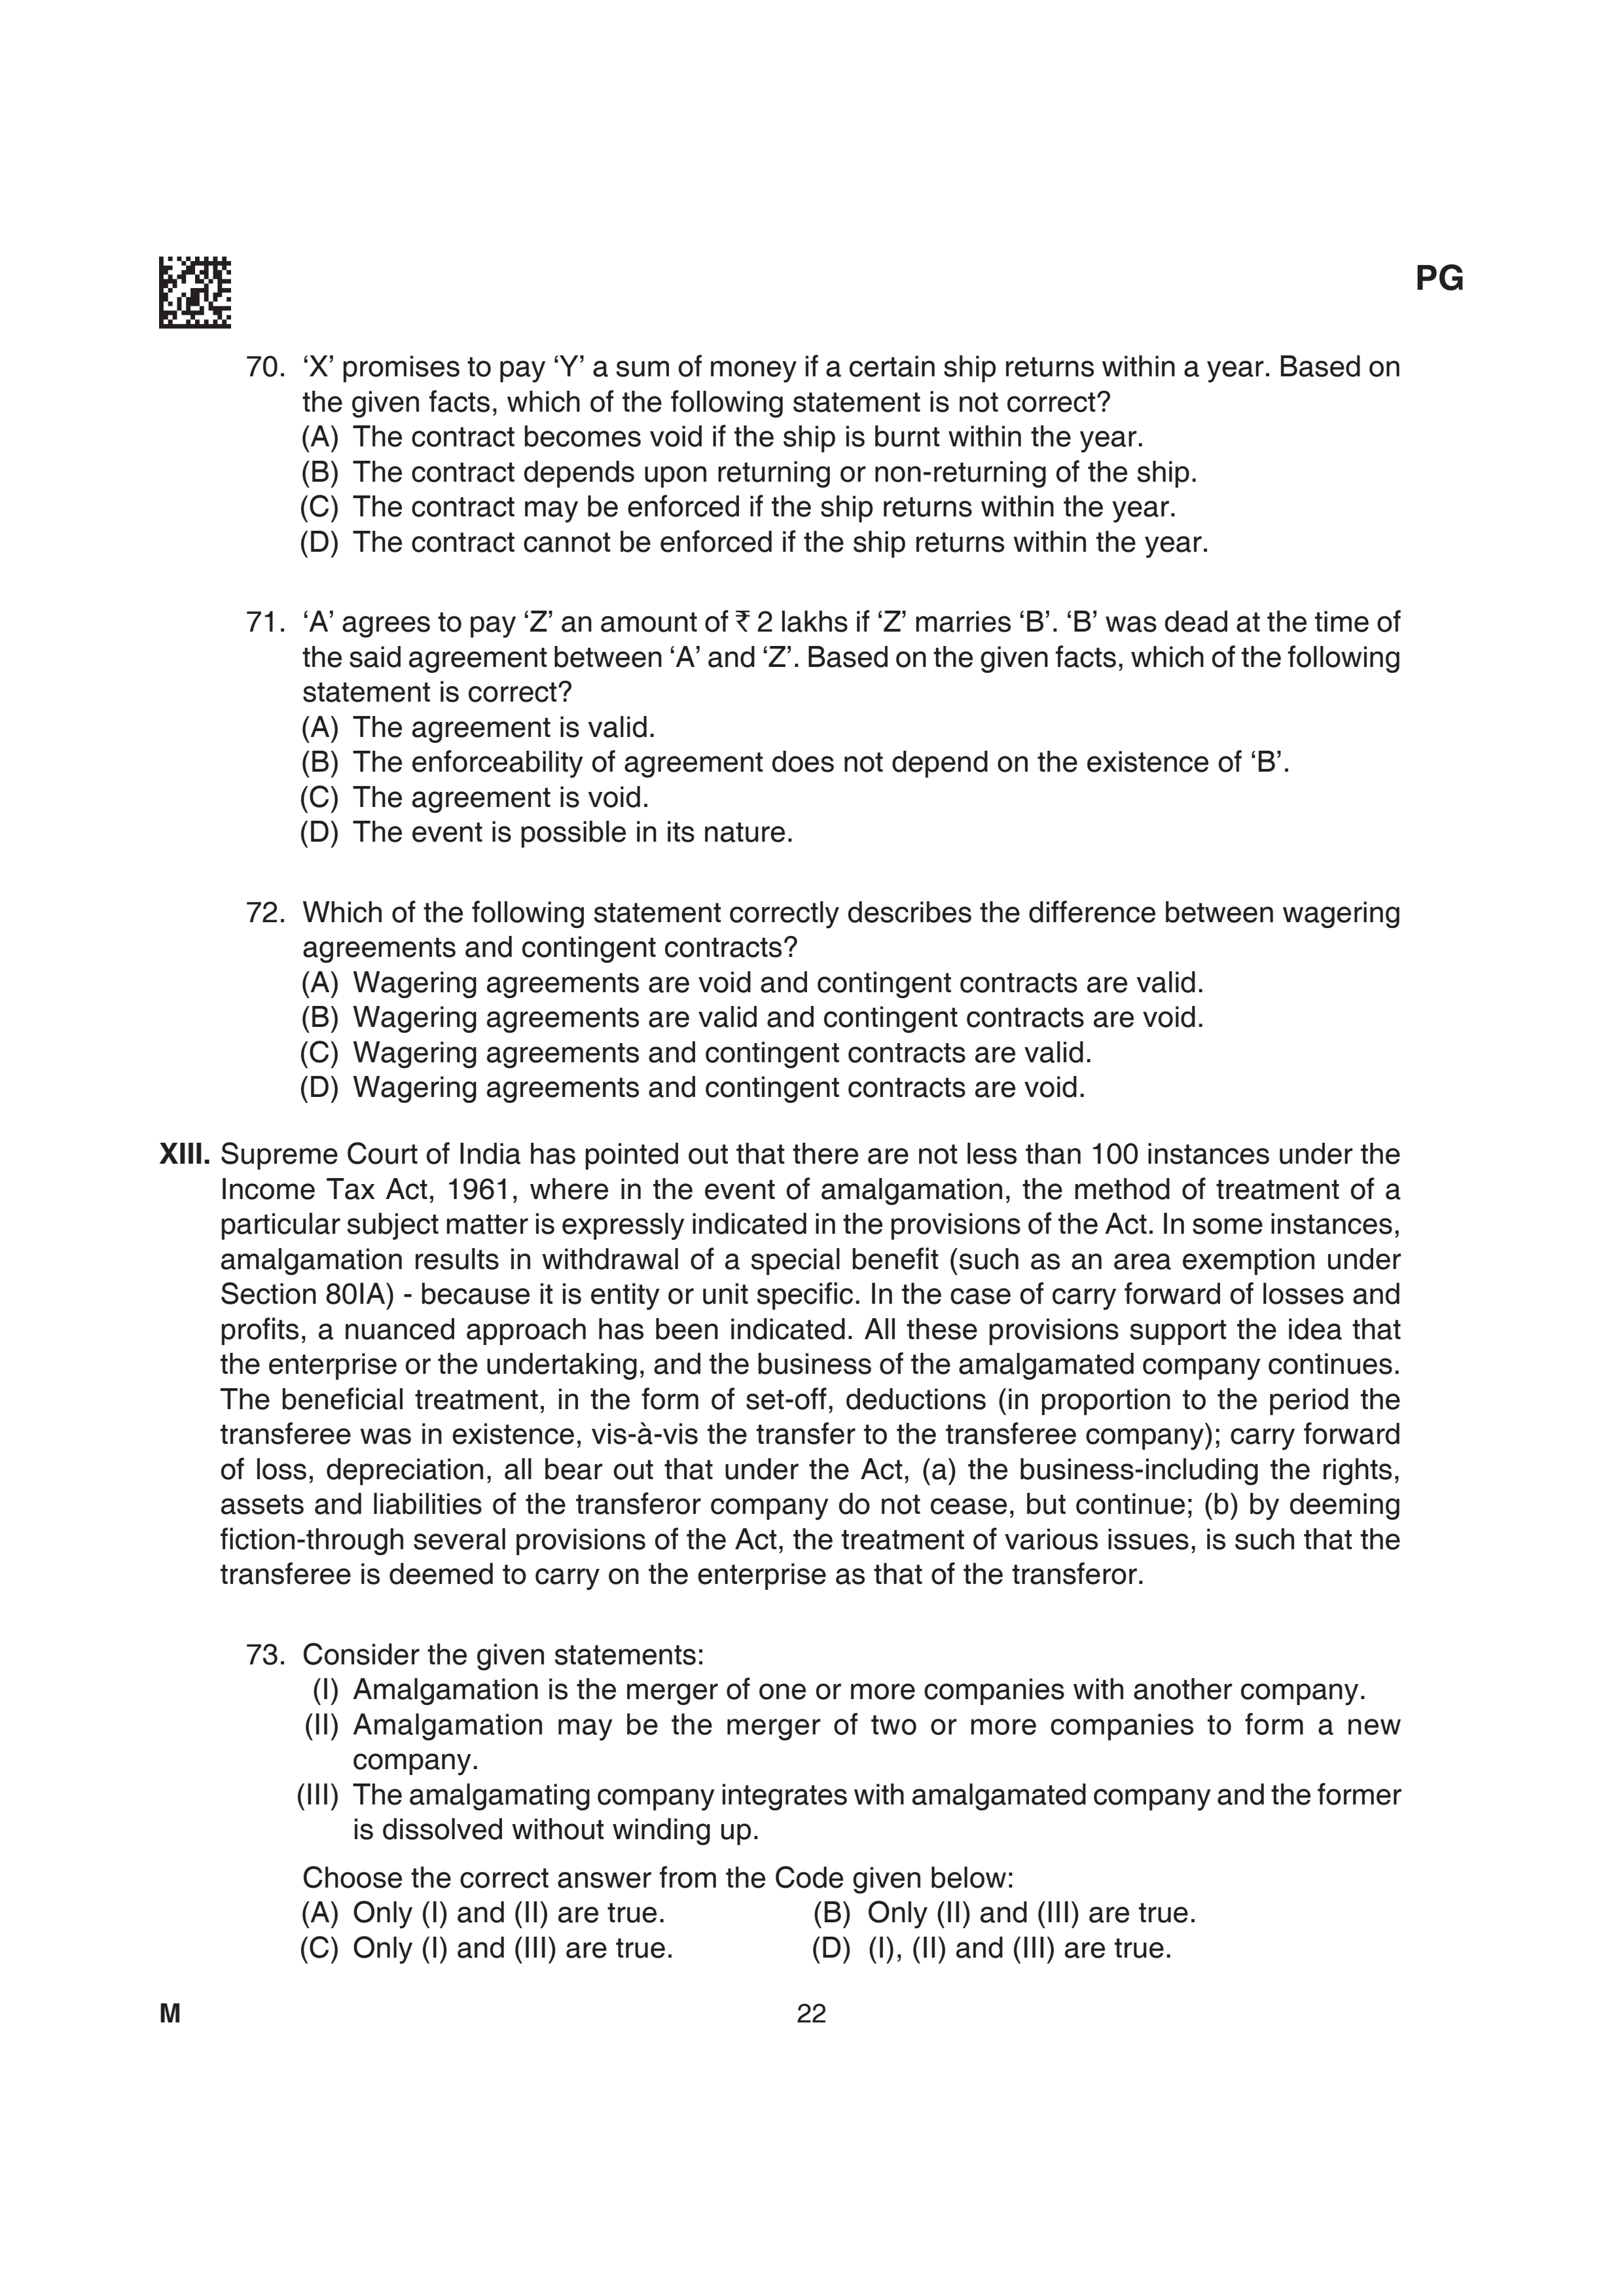 PG
70. ‘X’ promises to pay ‘Y’ a sum of money if a certain ship returns within a year. Based on
the given facts, which of the following statement is not correct?
(A) The contract becomes void if the ship is burnt within the year.
(B) The contract depends upon returning or non-returning of the ship.
(C) The contract may be enforced if the ship returns within the year.
(D) The contract cannot be enforced if the ship returns within the year.
71. ‘A’ agrees to pay ‘Z’ an amount of ₹ 2 lakhs if ‘Z’ marries ‘B’. ‘B’ was dead at the time of
the said agreement between ‘A’ and ‘Z’. Based on the given facts, which of the following
statement is correct?
(A) The agreement is valid.
(B) The enforceability of agreement does not depend on the existence of ‘B’.
(C) The agreement is void.
(D) The event is possible in its nature.
72. Which of the following statement correctly describes the difference between wagering
agreements and contingent contracts?
(A) Wagering agreements are void and contingent contracts are valid.
(B) Wagering agreements are valid and contingent contracts are void.
(C) Wagering agreements and contingent contracts are valid.
(D) Wagering agreements and contingent contracts are void.
XIII. Supreme Court of India has pointed out that there are not less than 100 instances under the
Income Tax Act, 1961, where in the event of amalgamation, the method of treatment of a
particular subject matter is expressly indicated in the provisions of the Act. In some instances,
amalgamation results in withdrawal of a special benefit (such as an area exemption under
Section 80IA) - because it is entity or unit specific. In the case of carry forward of losses and
profits, a nuanced approach has been indicated. All these provisions support the idea that
the enterprise or the undertaking, and the business of the amalgamated company continues.
The beneficial treatment, in the form of set-off, deductions (in proportion to the period the
transferee was in existence, vis-à-vis the transfer to the transferee company); carry forward
of loss, depreciation, all bear out that under the Act, (a) the business-including the rights,
assets and liabilities of the transferor company do not cease, but continue; (b) by deeming
fiction-through several provisions of the Act, the treatment of various issues, is such that the
transferee is deemed to carry on the enterprise as that of the transferor.
73. Consider the given statements:
(I) Amalgamation is the merger of one or more companies with another company.
(II) Amalgamation may be the merger of two or more companies to form a new
company.
(III) The amalgamating company integrates with amalgamated company and the former
is dissolved without winding up.
Choose the correct answer from the Code given below:
(A) Only (I) and (II) are true. (B) Only (II) and (III) are true.
(C) Only (I) and (III) are true. (D) (I), (II) and (III) are true.
M 22